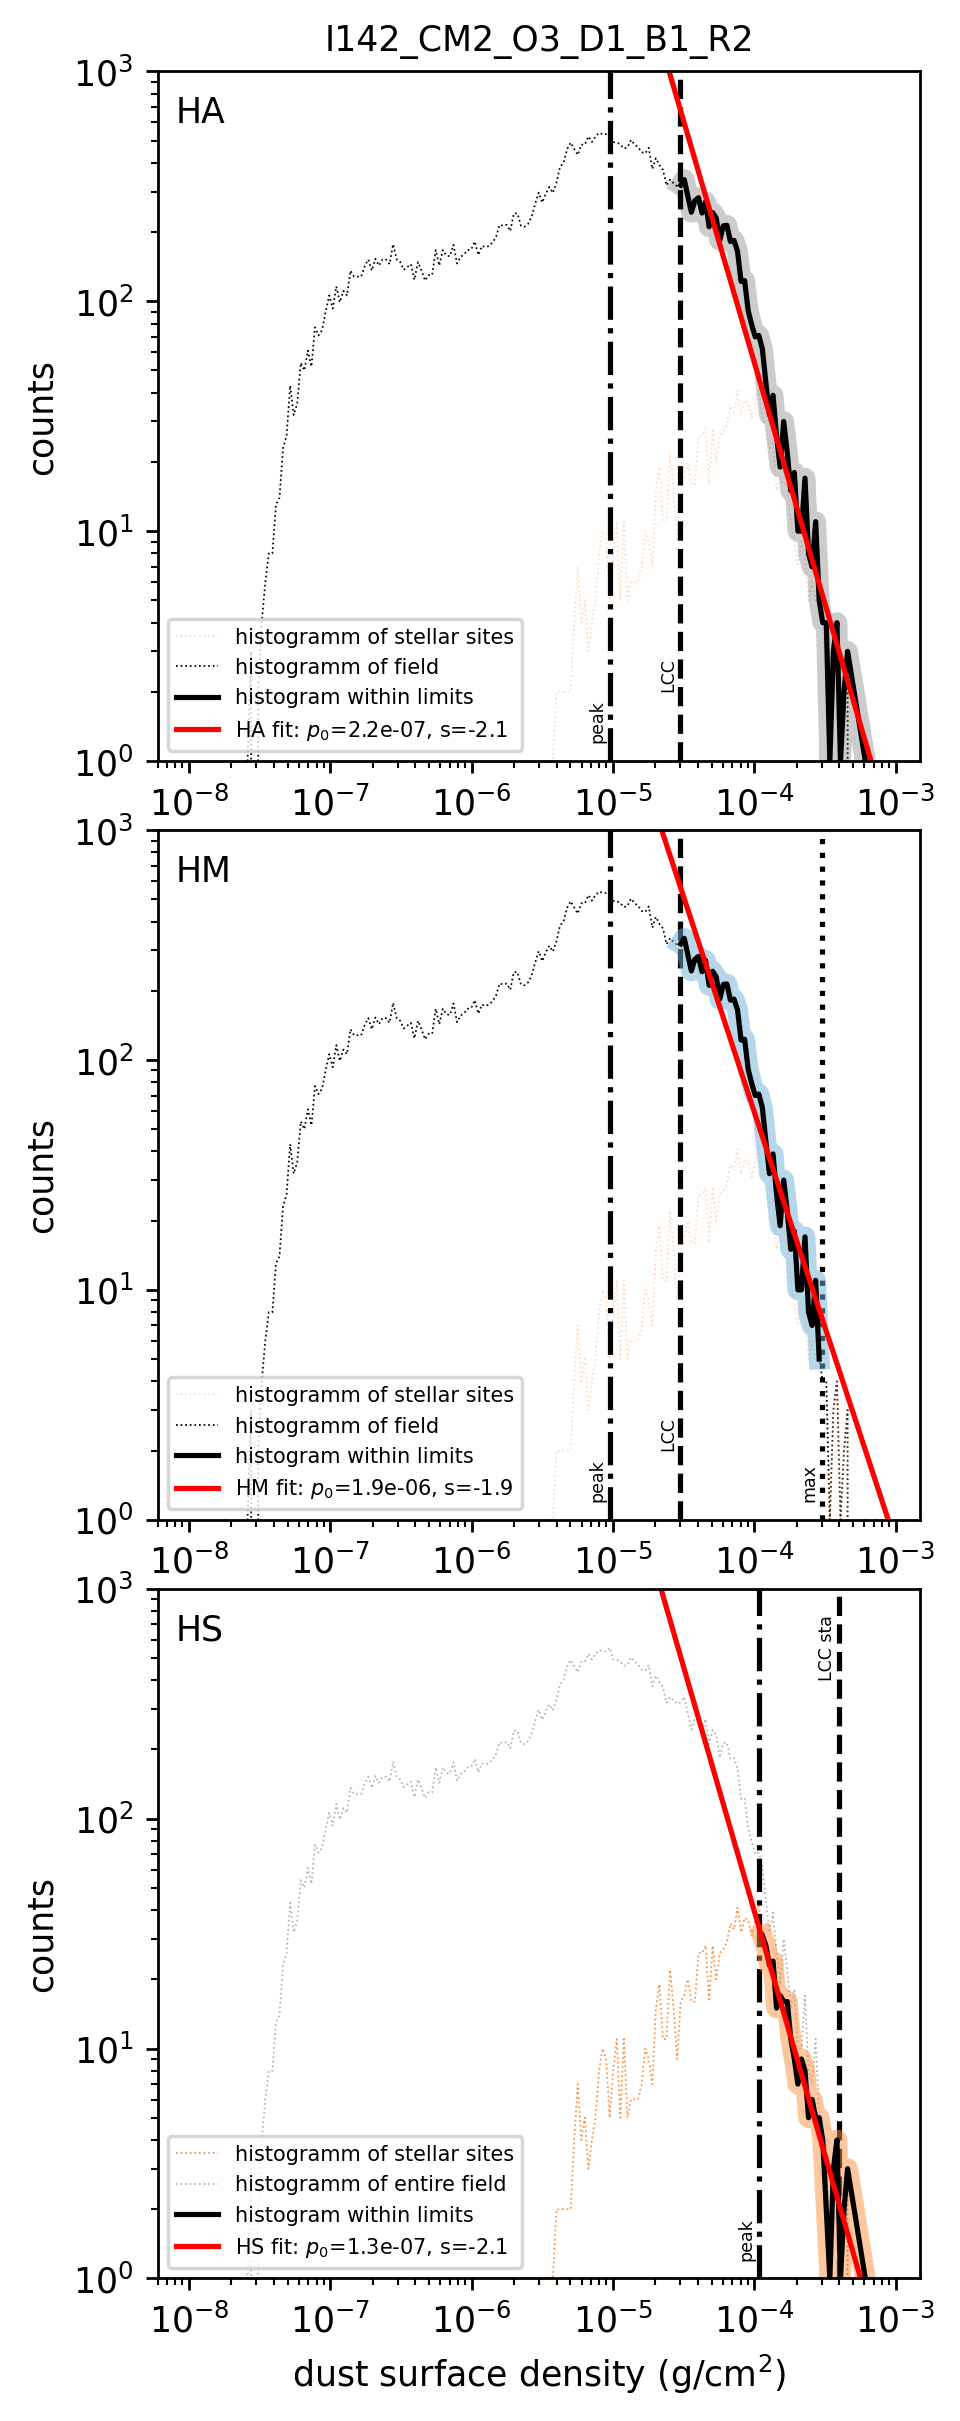 I142_CM2_O3_D1_B1_R2
HA
10³
10²
10¹
10⁰
counts
peak
LCC
histogramm of stellar sites
histogramm of field
histogram within limits
HA fit: p₀=2.2e-07, s=-2.1
10⁻⁸ 10⁻⁷ 10⁻⁶ 10⁻⁵ 10⁻⁴ 10⁻³
HM
10³
10²
10¹
10⁰
counts
peak
LCC
max
histogramm of stellar sites
histogramm of field
histogram within limits
HM fit: p₀=1.9e-06, s=-1.9
10⁻⁸ 10⁻⁷ 10⁻⁶ 10⁻⁵ 10⁻⁴ 10⁻³
HS
10³
10²
10¹
10⁰
counts
LCC sta
peak
histogramm of stellar sites
histogramm of entire field
histogram within limits
HS fit: p₀=1.3e-07, s=-2.1
10⁻⁸ 10⁻⁷ 10⁻⁶ 10⁻⁵ 10⁻⁴ 10⁻³
dust surface density (g/cm²)